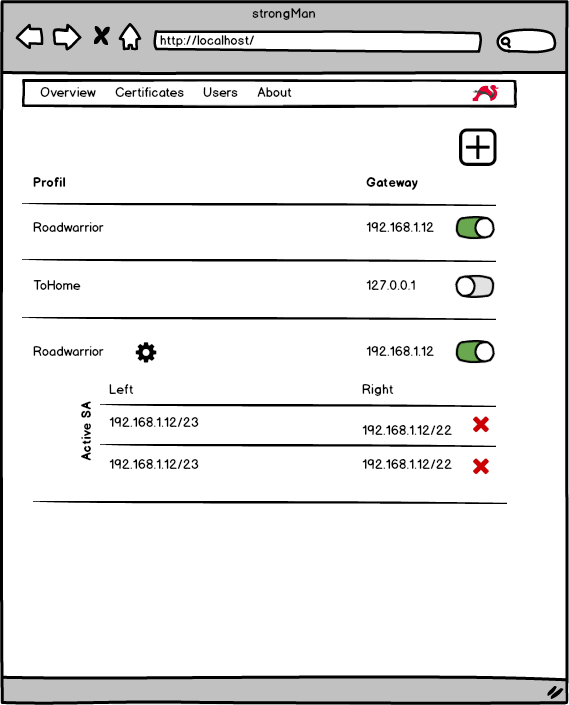 strongMan
http://localhost/
Overview Certificates Users About
Profil Gateway
Roadwarrior 192.168.1.12
ToHome 127.0.0.1
Roadwarrior 192.168.1.12
Active SA
Left Right
192.168.1.12/23 192.168.1.12/22
192.168.1.12/23 192.168.1.12/22